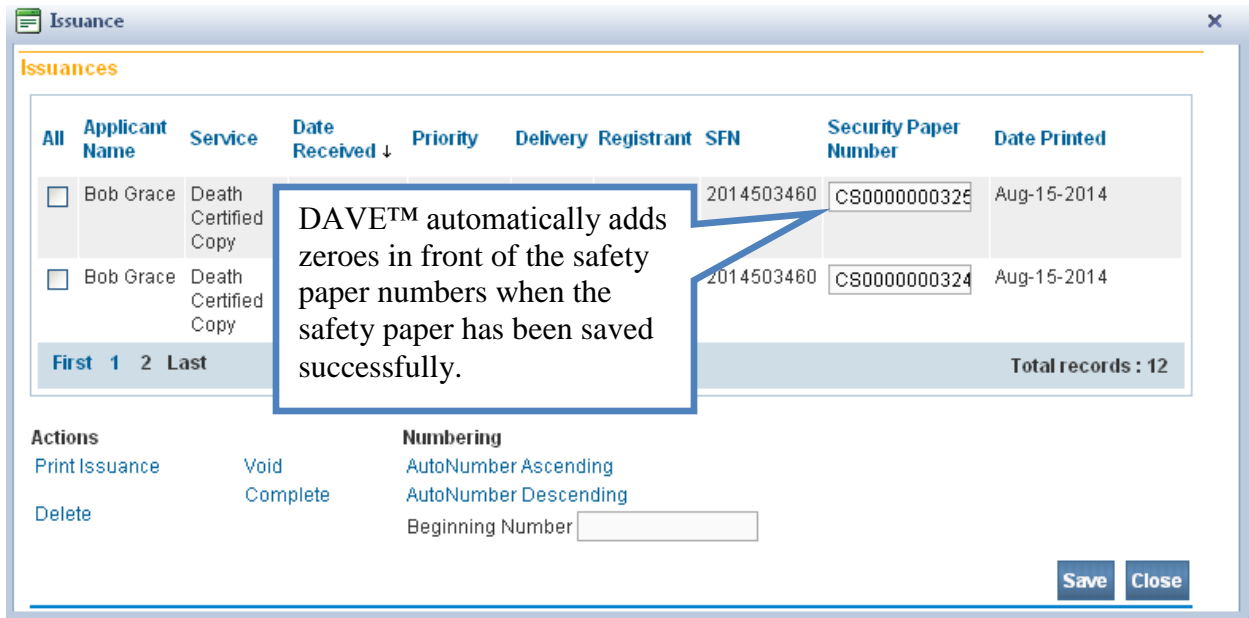 Issuance
Issuances
All Applicant Name Service Date Received ↓ Priority Delivery Registrant SFN Security Paper Number Date Printed
Bob Grace Death Certified Copy 2014503460 CS0000000325 Aug-15-2014
Bob Grace Death Certified Copy 2014503460 CS0000000324 Aug-15-2014
DAVE™ automatically adds
zeroes in front of the safety
paper numbers when the
safety paper has been saved
successfully.
First 1 2 Last Total records : 12
Actions Numbering
Print Issuance Void AutoNumber Ascending
Complete AutoNumber Descending
Delete
Beginning Number
Save Close